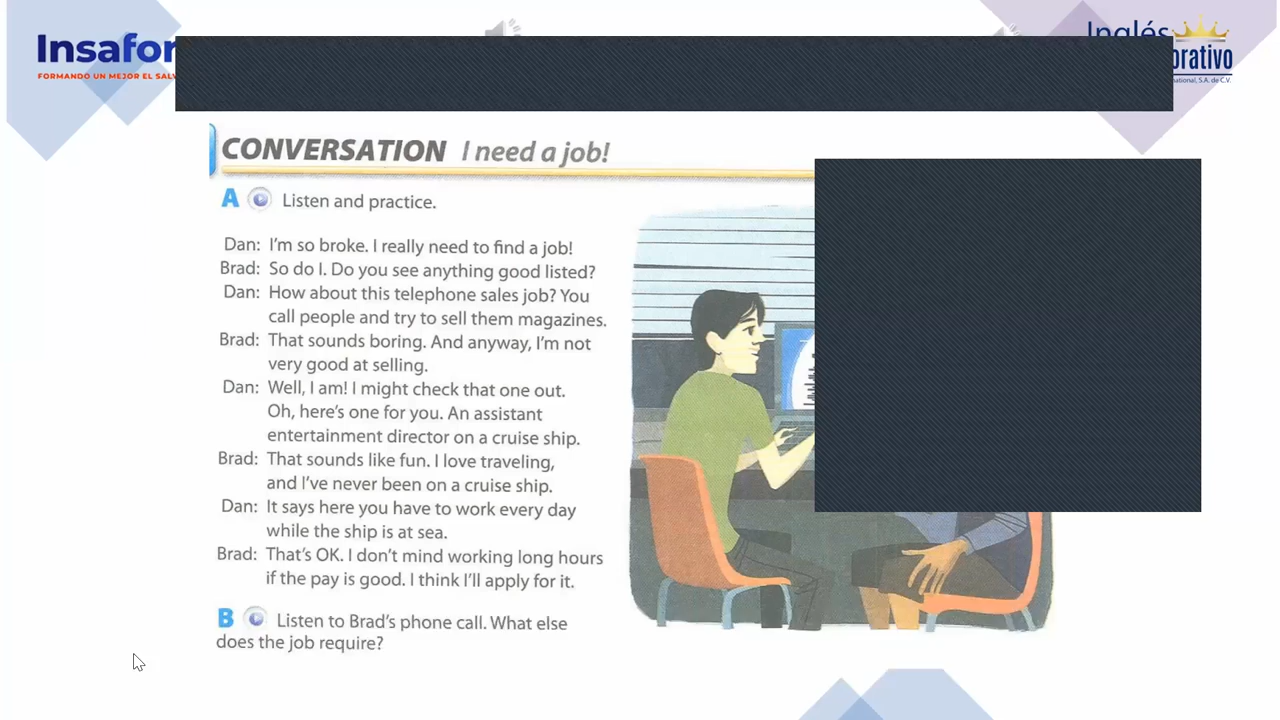 Insafor
FORMANDO UN MEJOR EL
Inglés
orativo
national, S.A. de C.V.
CONVERSATION I need a job!
A Listen and practice.
Dan: I'm so broke. I really need to find a job!
Brad: So do I. Do you see anything good listed?
Dan: How about this telephone sales job? You
call people and try to sell them magazines.
Brad: That sounds boring. And anyway, I'm not
very good at selling.
Dan: Well, I am! I might check that one out.
Oh, here's one for you. An assistant
entertainment director on a cruise ship.
Brad: That sounds like fun. I love traveling,
and I've never been on a cruise ship.
Dan: It says here you have to work every day
while the ship is at sea.
Brad: That's OK. I don't mind working long hours
if the pay is good. I think I'll apply for it.
B Listen to Brad's phone call. What else
does the job require?